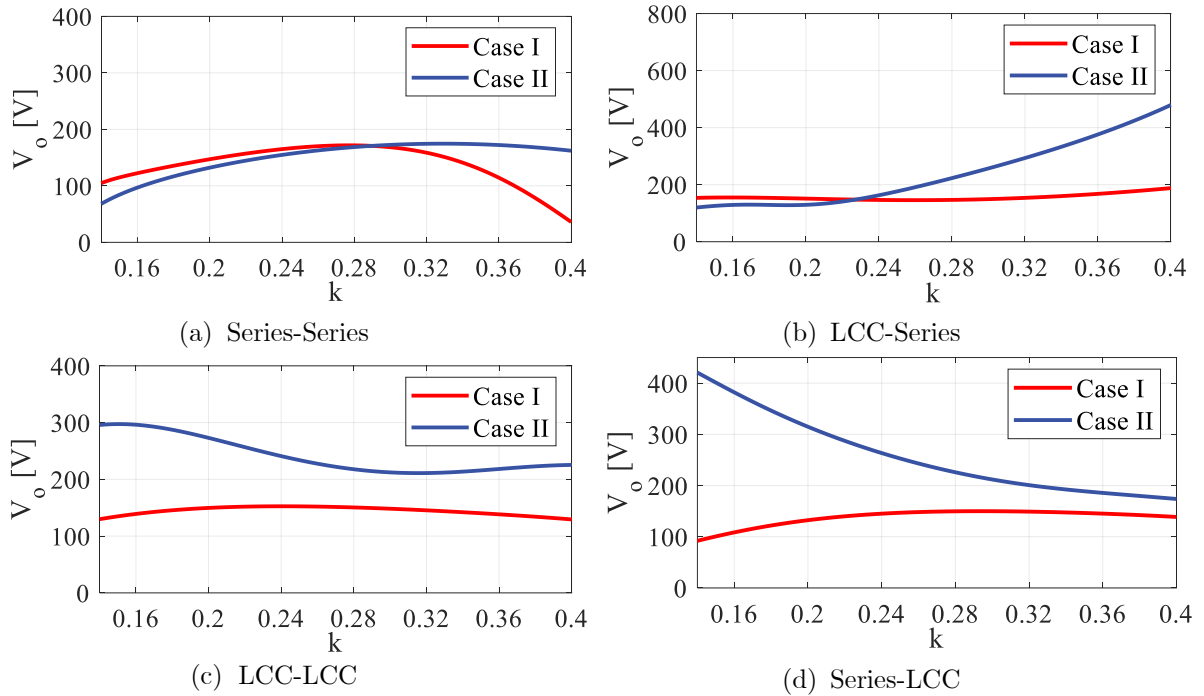 400
300
200
100
0
V_o [V]
Case I
Case II
0.16 0.2 0.24 0.28 0.32 0.36 0.4
k
(a) Series-Series
800
600
400
200
0
V_o [V]
Case I
Case II
0.16 0.2 0.24 0.28 0.32 0.36 0.4
k
(b) LCC-Series
400
300
200
100
0
V_o [V]
Case I
Case II
0.16 0.2 0.24 0.28 0.32 0.36 0.4
k
(c) LCC-LCC
400
300
200
100
0
V_o [V]
Case I
Case II
0.16 0.2 0.24 0.28 0.32 0.36 0.4
k
(d) Series-LCC